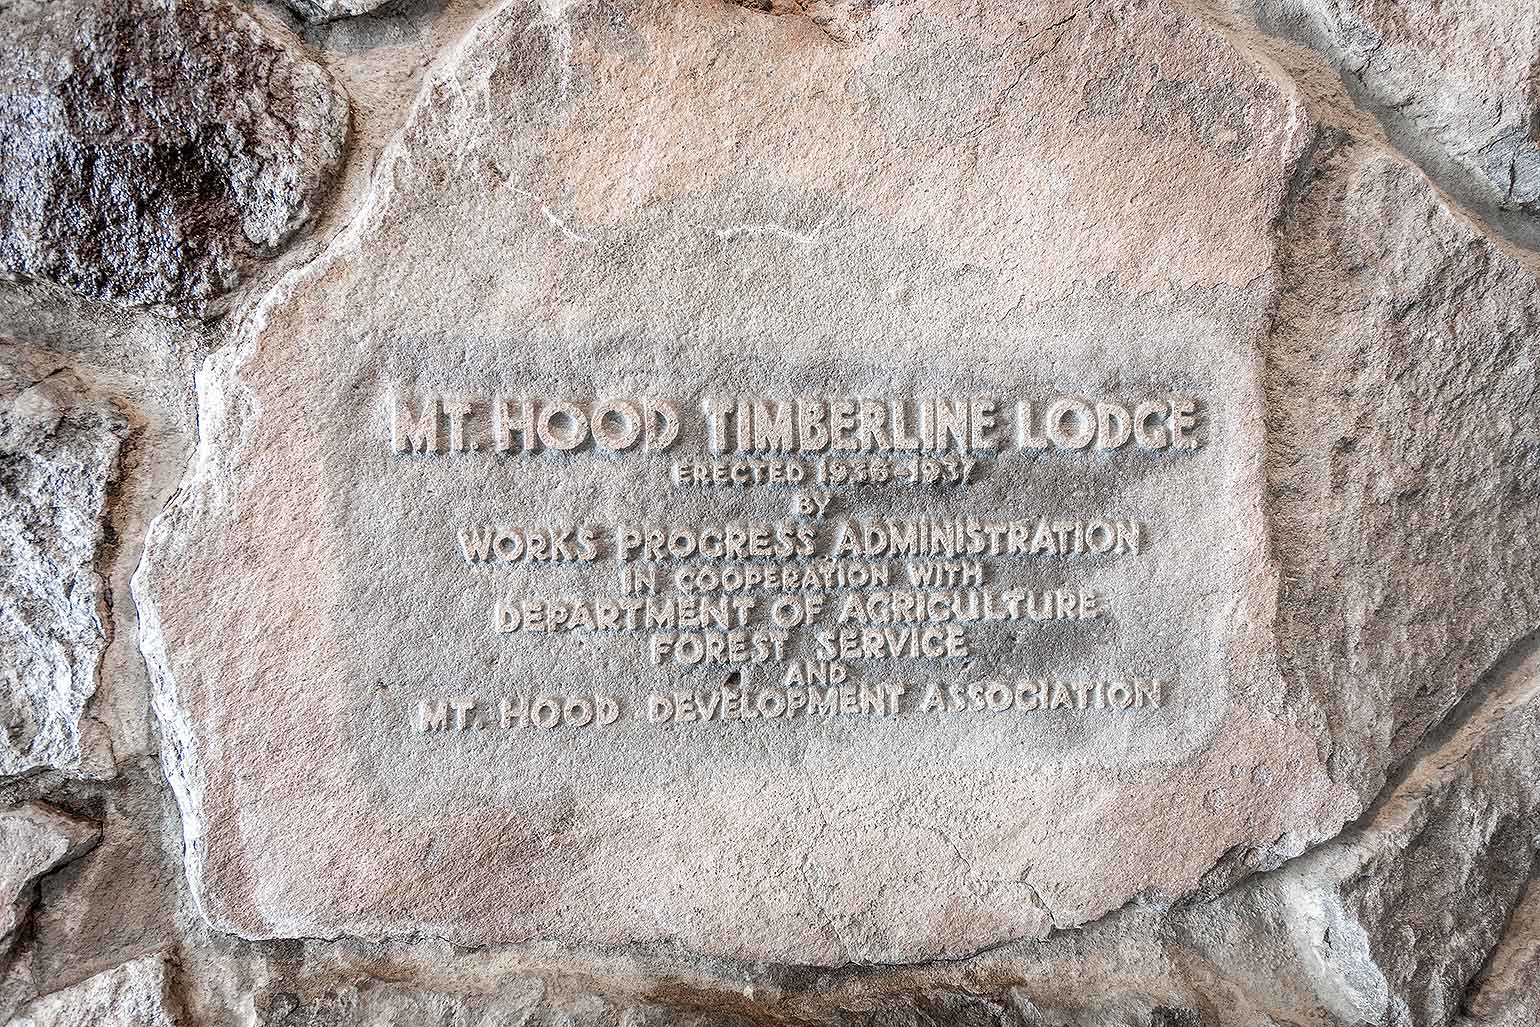 MT. HOOD TIMBERLINE LODGE
ERECTED 1936-1937
BY
WORKS PROGRESS ADMINISTRATION
IN COOPERATION WITH
DEPARTMENT OF AGRICULTURE
FOREST SERVICE
AND
MT. HOOD DEVELOPMENT ASSOCIATION